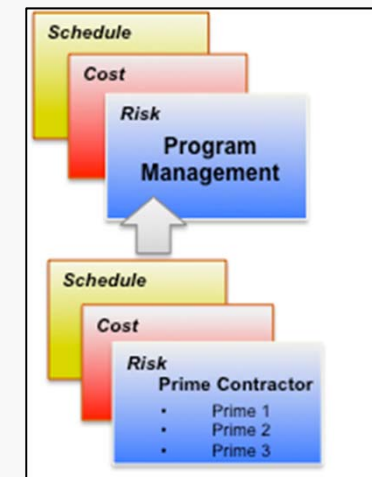 Schedule
Cost
Risk
Program
Management
Schedule
Cost
Risk
Prime Contractor
• Prime 1
• Prime 2
• Prime 3